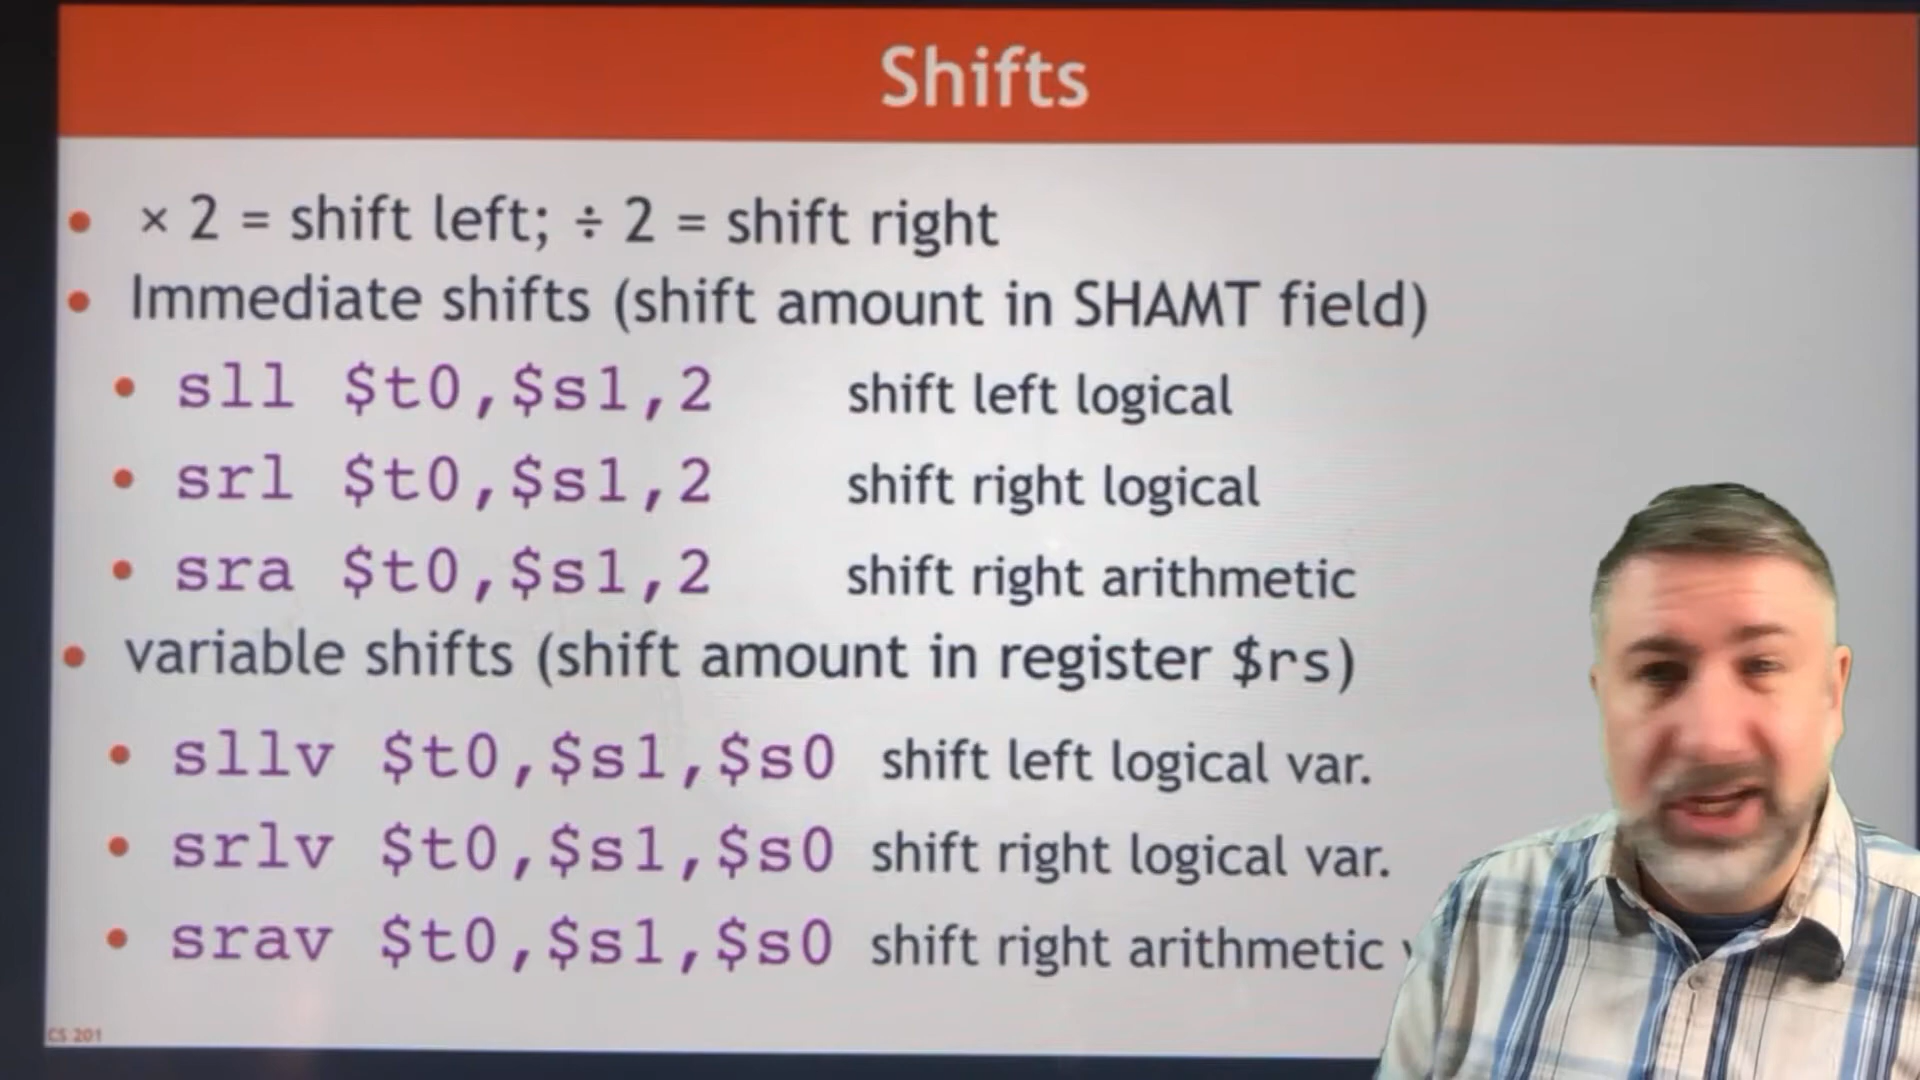 Shifts
× 2 = shift left; ÷ 2 = shift right
Immediate shifts (shift amount in SHAMT field)
sll $t0,$s1,2 shift left logical
srl $t0,$s1,2 shift right logical
sra $t0,$s1,2 shift right arithmetic
variable shifts (shift amount in register $rs)
sllv $t0,$s1,$s0 shift left logical var.
srlv $t0,$s1,$s0 shift right logical var.
srav $t0,$s1,$s0 shift right arithmetic
CS 201